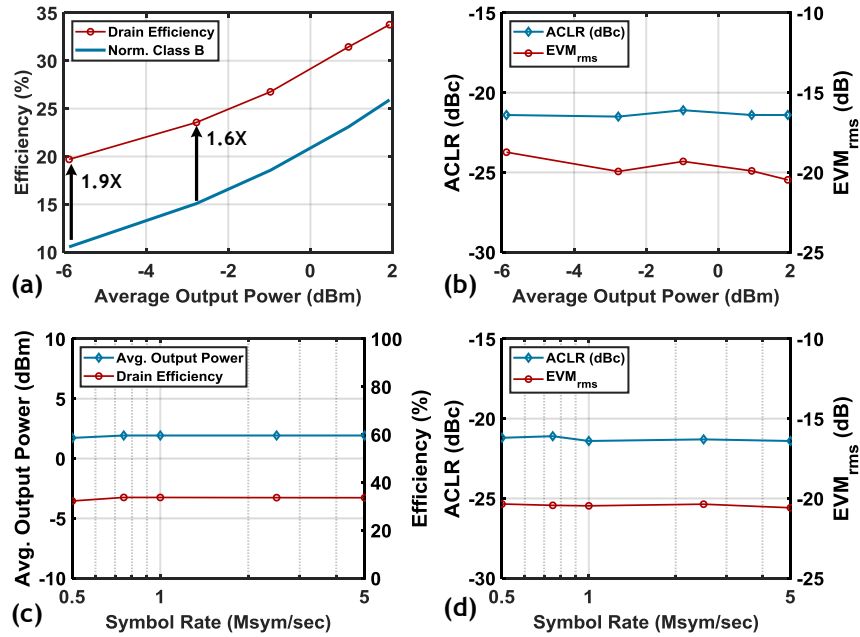 Efficiency (%)
35
30
25
20
15
10
Drain Efficiency
Norm. Class B
1.9X
1.6X
-6 -4 -2 0 2
Average Output Power (dBm)
(a)
ACLR (dBc)
-15
-21
-25
-30
ACLR (dBc)
EVMrms
-10
-15
-20
-25
EVMrms (dB)
-6 -4 -2 0 2
Average Output Power (dBm)
(b)
Avg. Output Power (dBm)
10
5
0
-5
-10
Avg. Output Power
Drain Efficiency
100
80
60
40
20
0
Efficiency (%)
0.5 1 5
Symbol Rate (Msym/sec)
(c)
ACLR (dBc)
-15
-21
-25
-30
ACLR (dBc)
EVMrms
-10
-15
-20
-25
EVMrms (dB)
0.5 1 5
Symbol Rate (Msym/sec)
(d)